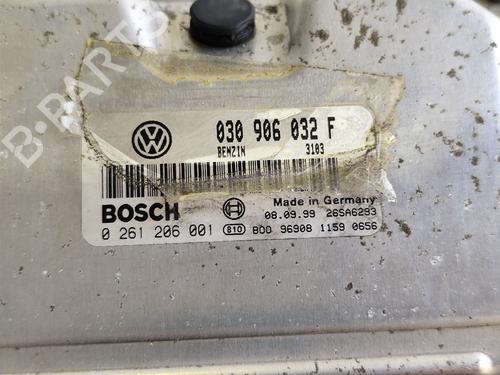 B-PARTS
030 906 032 F
BENZIN 3103
BOSCH
Made in Germany
08.09.99 26SA6293
0 261 206 001 810 BOD 96908 1159 0656